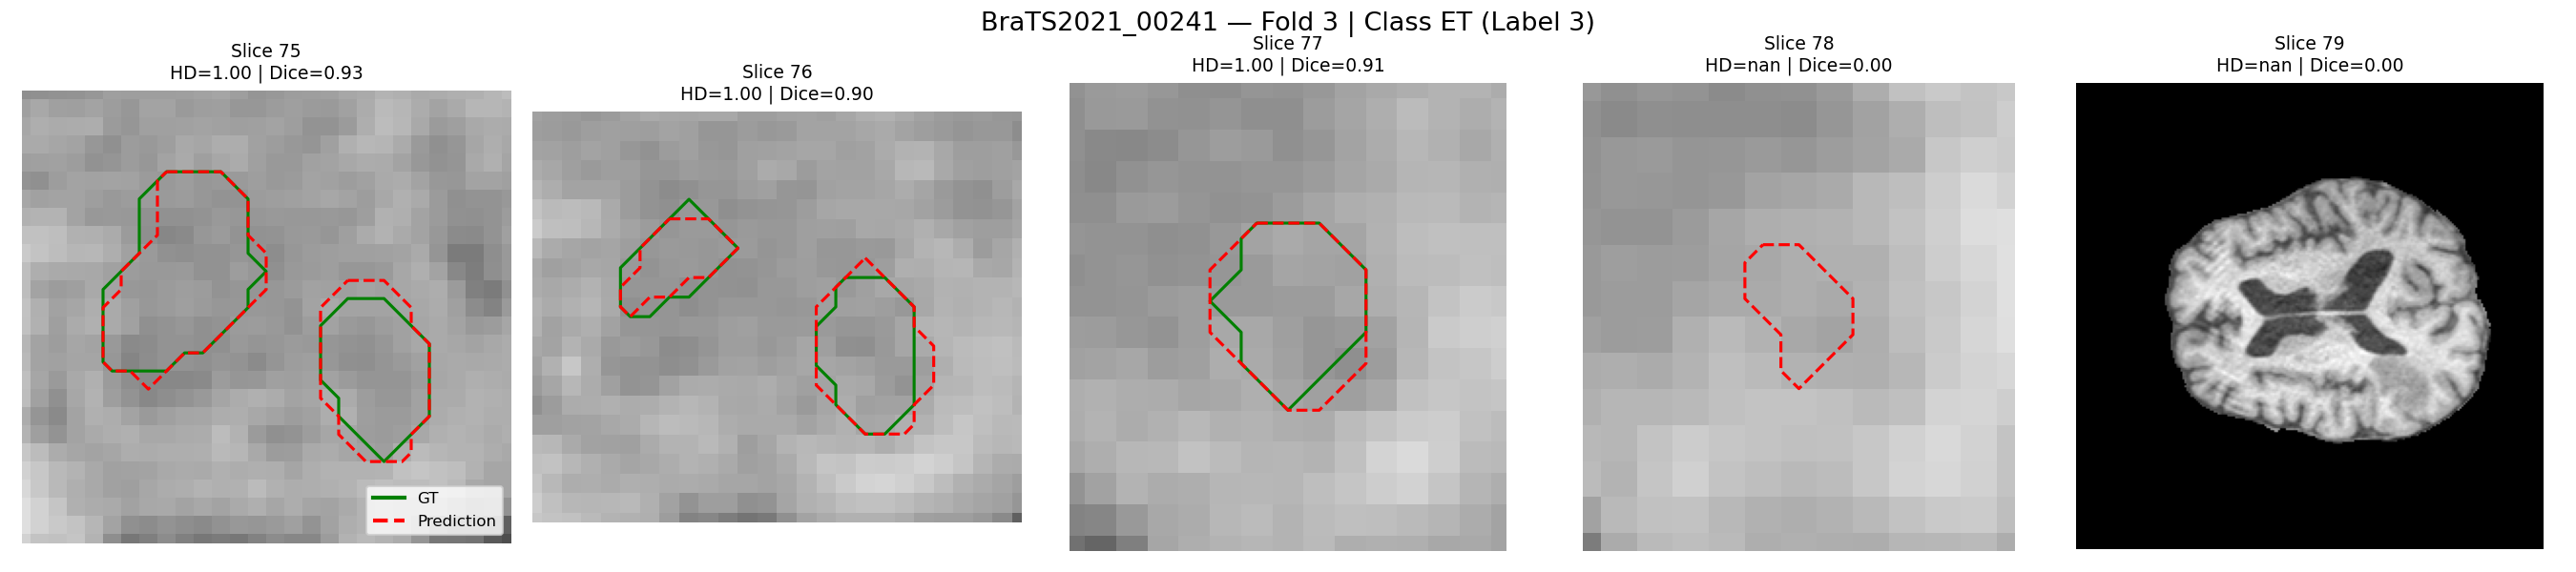 BraTS2021_00241 — Fold 3 | Class ET (Label 3)
Slice 75
HD=1.00 | Dice=0.93
Slice 76
HD=1.00 | Dice=0.90
Slice 77
HD=1.00 | Dice=0.91
Slice 78
HD=nan | Dice=0.00
Slice 79
HD=nan | Dice=0.00
GT
Prediction